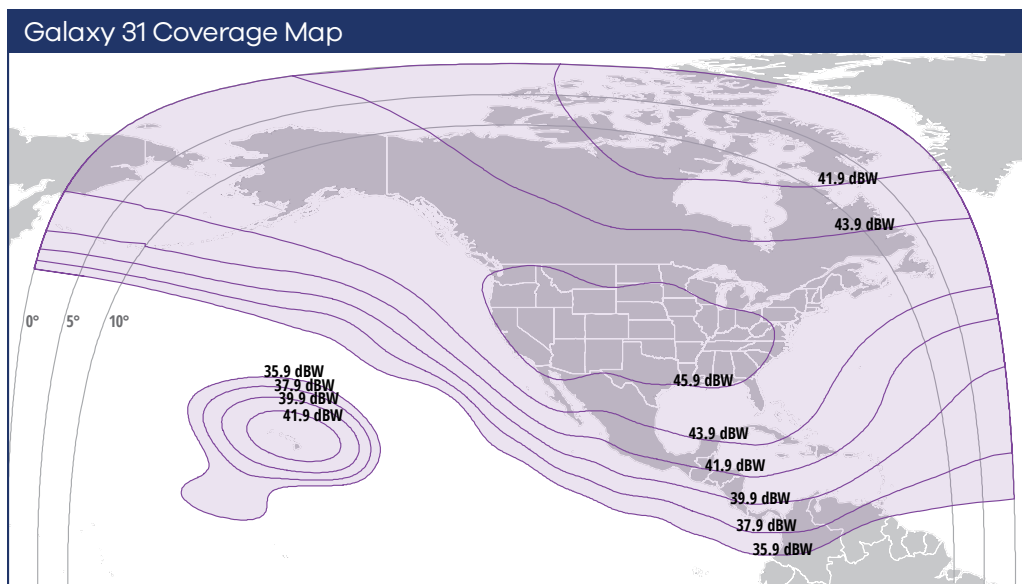 Galaxy 31 Coverage Map
41.9 dBW
43.9 dBW
0°
5°
10°
35.9 dBW
37.9 dBW
39.9 dBW
41.9 dBW
45.9 dBW
43.9 dBW
41.9 dBW
39.9 dBW
37.9 dBW
35.9 dBW